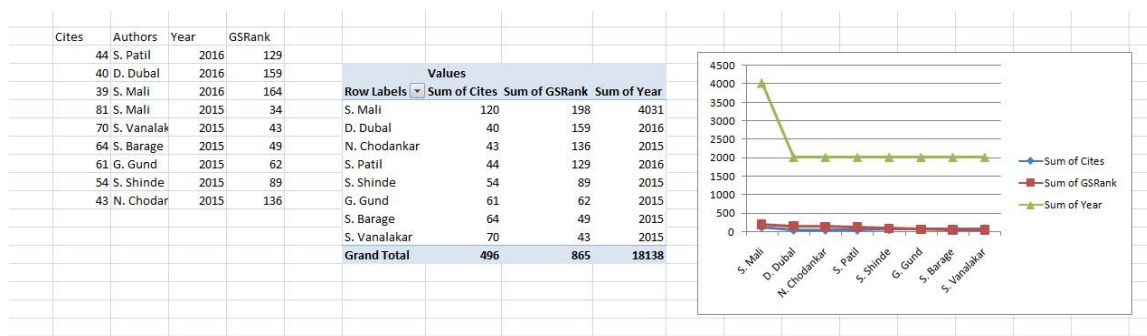 Cites Authors Year GSRank
44 S. Patil 2016 129
40 D. Dubal 2016 159
39 S. Mali 2016 164
81 S. Mali 2015 34
70 S. Vanalak 2015 43
64 S. Barage 2015 49
61 G. Gund 2015 62
54 S. Shinde 2015 89
43 N. Chodar 2015 136
Values
Row Labels Sum of Cites Sum of GSRank Sum of Year
S. Mali 120 198 4031
D. Dubal 40 159 2016
N. Chodankar 43 136 2015
S. Patil 44 129 2016
S. Shinde 54 89 2015
G. Gund 61 62 2015
S. Barage 64 49 2015
S. Vanalakar 70 43 2015
Grand Total 496 865 18138
4500
4000
3500
3000
2500
2000
1500
1000
500
0
S. Mali
D. Dubal
N. Chodankar
S. Patil
S. Shinde
G. Gund
S. Barage
S. Vanalakar
Sum of Cites
Sum of GSRank
Sum of Year